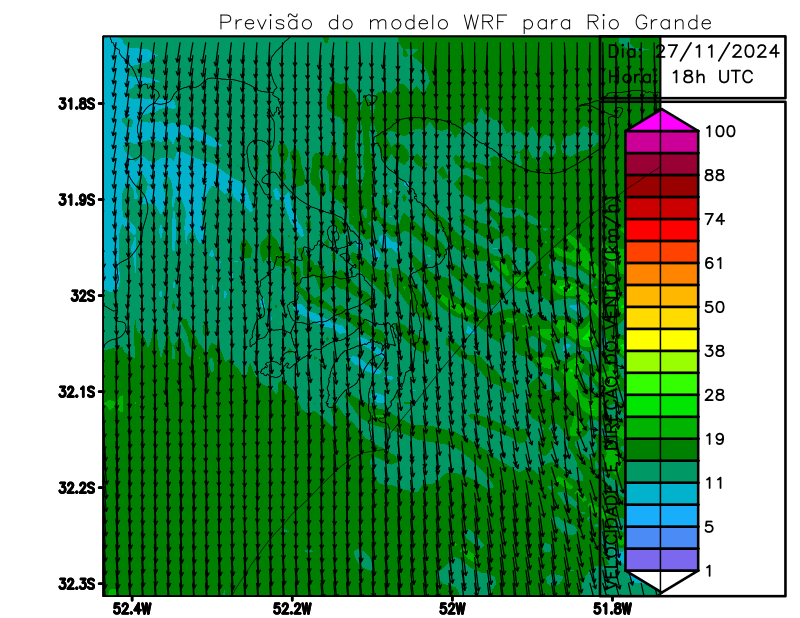 Previsão do modelo WRF para Rio Grande
Dia: 27/11/2024
Hora: 18h UTC
31.8S
31.9S
32S
32.1S
32.2S
32.3S
52.4W
52.2W
52W
51.8W
VELOCIDADE E DIREÇÃO DO VENTO (km/h)
100
88
74
61
50
38
28
19
11
5
1